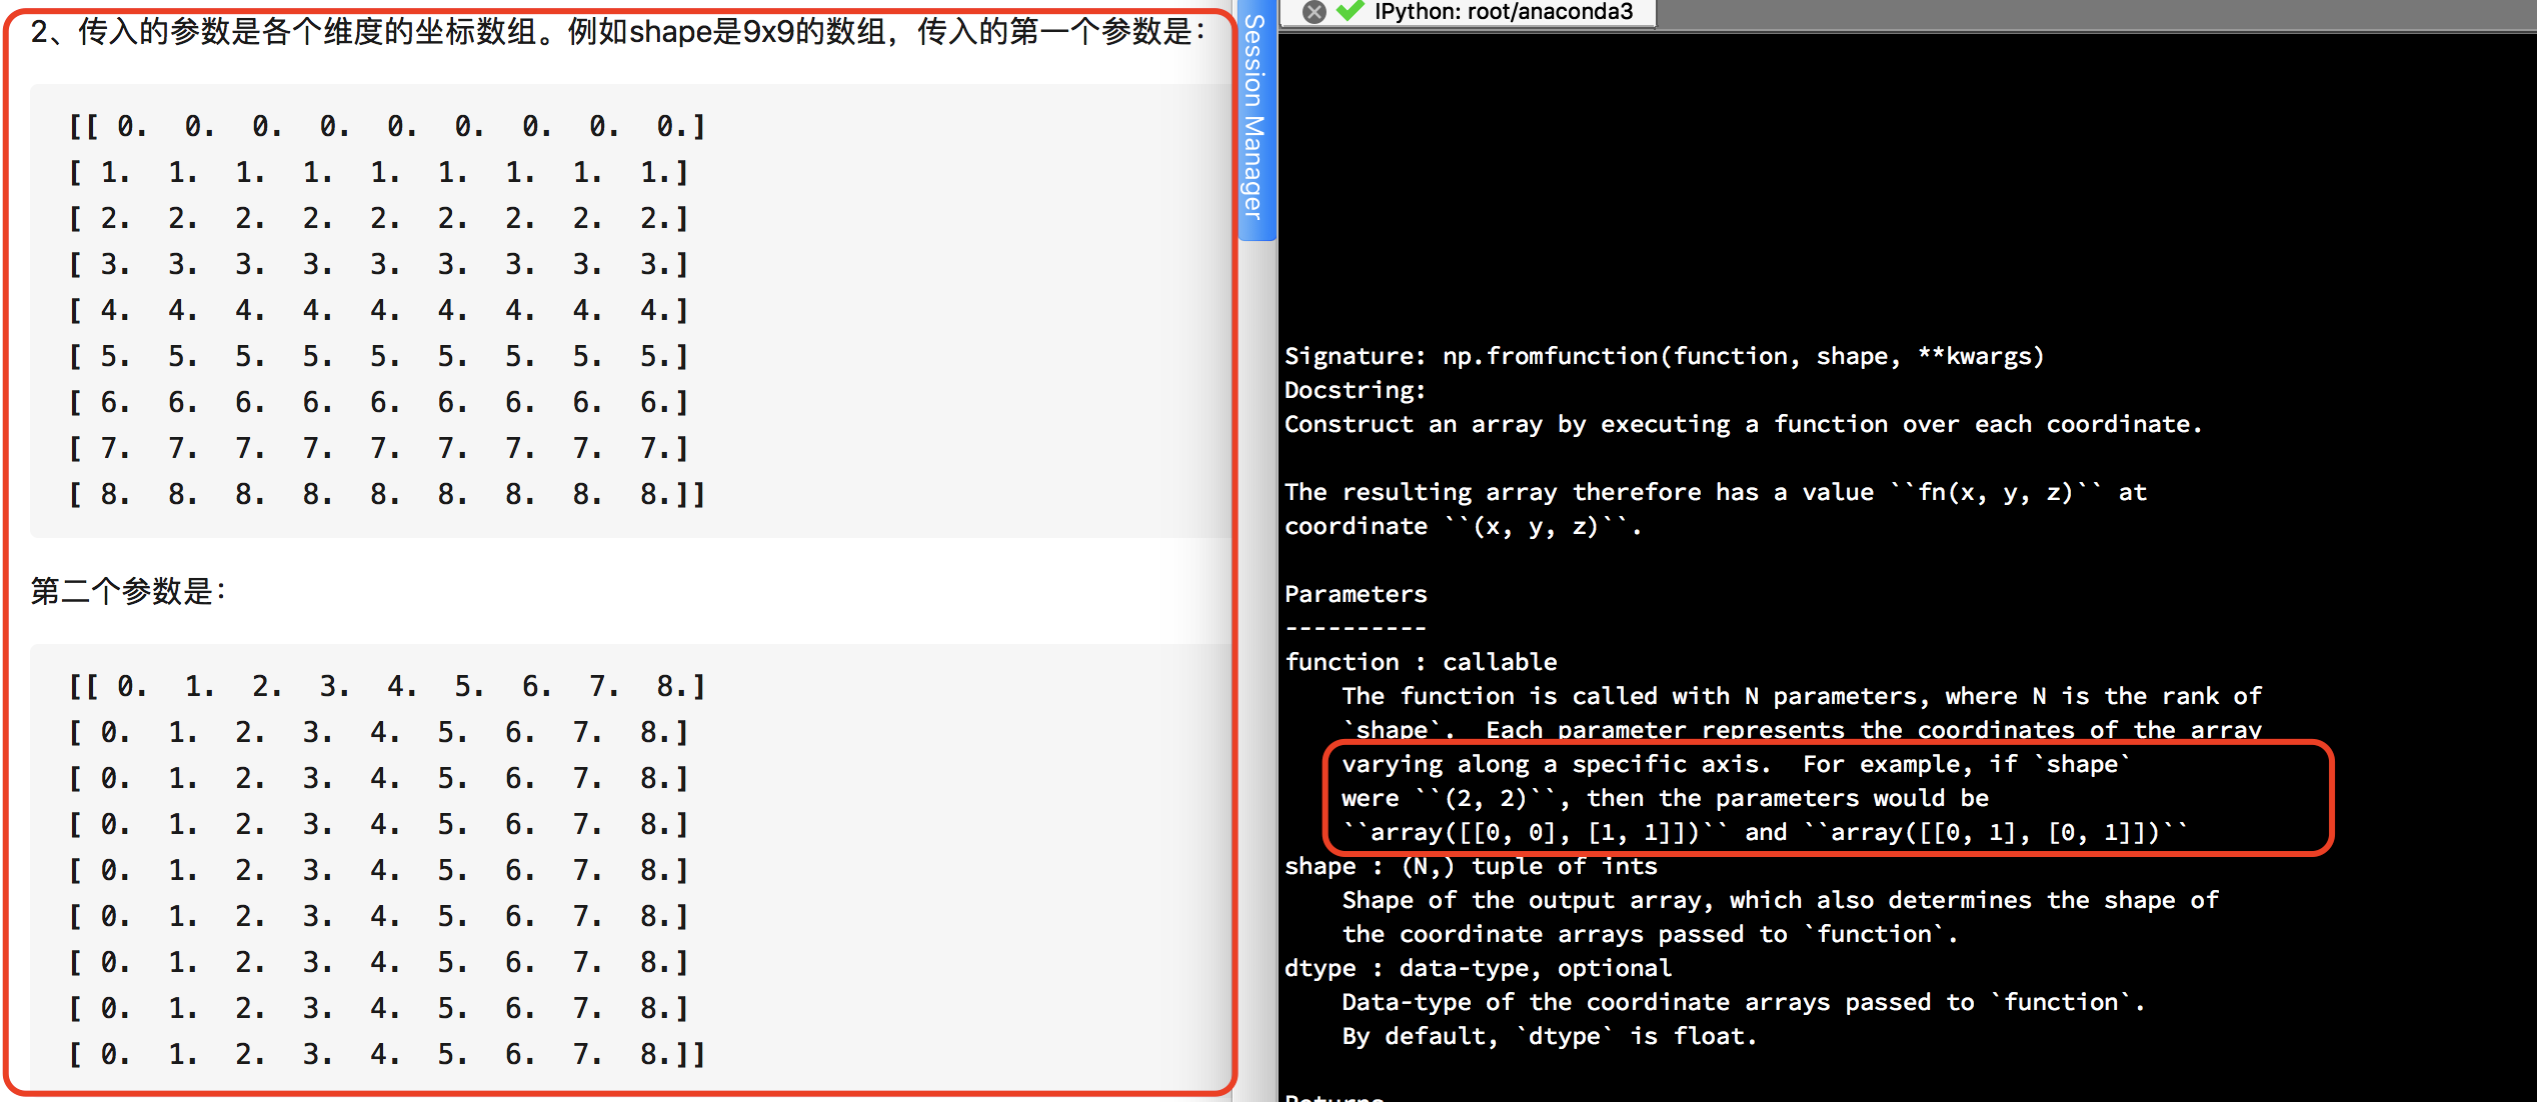 2、传入的参数是各个维度的坐标数组。例如shape是9x9的数组，传入的第一个参数是：
[[ 0.  0.  0.  0.  0.  0.  0.  0.  0.]
[ 1.  1.  1.  1.  1.  1.  1.  1.  1.]
[ 2.  2.  2.  2.  2.  2.  2.  2.  2.]
[ 3.  3.  3.  3.  3.  3.  3.  3.  3.]
[ 4.  4.  4.  4.  4.  4.  4.  4.  4.]
[ 5.  5.  5.  5.  5.  5.  5.  5.  5.]
[ 6.  6.  6.  6.  6.  6.  6.  6.  6.]
[ 7.  7.  7.  7.  7.  7.  7.  7.  7.]
[ 8.  8.  8.  8.  8.  8.  8.  8.  8.]]
第二个参数是：
[[ 0.  1.  2.  3.  4.  5.  6.  7.  8.]
[ 0.  1.  2.  3.  4.  5.  6.  7.  8.]
[ 0.  1.  2.  3.  4.  5.  6.  7.  8.]
[ 0.  1.  2.  3.  4.  5.  6.  7.  8.]
[ 0.  1.  2.  3.  4.  5.  6.  7.  8.]
[ 0.  1.  2.  3.  4.  5.  6.  7.  8.]
[ 0.  1.  2.  3.  4.  5.  6.  7.  8.]
[ 0.  1.  2.  3.  4.  5.  6.  7.  8.]
[ 0.  1.  2.  3.  4.  5.  6.  7.  8.]]
Session Manager
IPython: root/anaconda3
Signature: np.fromfunction(function, shape, **kwargs)
Docstring:
Construct an array by executing a function over each coordinate.
The resulting array therefore has a value ``fn(x, y, z)`` at
coordinate ``(x, y, z)``.
Parameters
----------
function : callable
The function is called with N parameters, where N is the rank of
`shape`.  Each parameter represents the coordinates of the array
varying along a specific axis.  For example, if `shape`
were ``(2, 2)``, then the parameters would be
``array([[0, 0], [1, 1]])`` and ``array([[0, 1], [0, 1]])``
shape : (N,) tuple of ints
Shape of the output array, which also determines the shape of
the coordinate arrays passed to `function`.
dtype : data-type, optional
Data-type of the coordinate arrays passed to `function`.
By default, `dtype` is float.
Returns